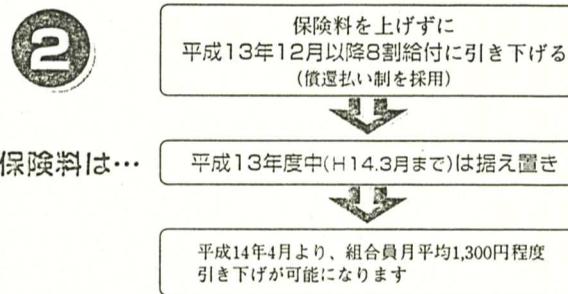 2
保険料を上げずに
平成13年12月以降8割給付に引き下げる
(償還払い制を採用)
保険料は…
平成13年度中(H14.3月まで)は据え置き
平成14年4月より、組合員月平均1,300円程度
引き下げが可能になります